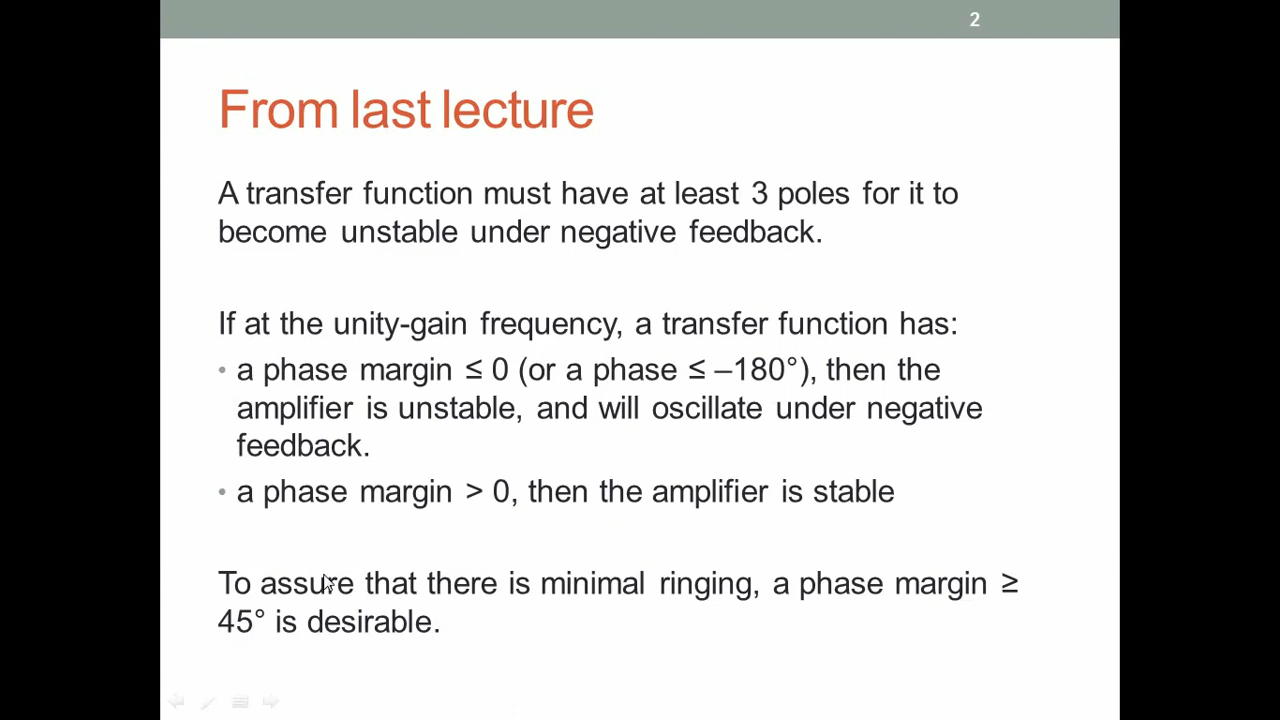 2
From last lecture
A transfer function must have at least 3 poles for it to
become unstable under negative feedback.
If at the unity-gain frequency, a transfer function has:
• a phase margin ≤ 0 (or a phase ≤ –180°), then the
amplifier is unstable, and will oscillate under negative
feedback.
• a phase margin > 0, then the amplifier is stable
To assure that there is minimal ringing, a phase margin ≥
45° is desirable.